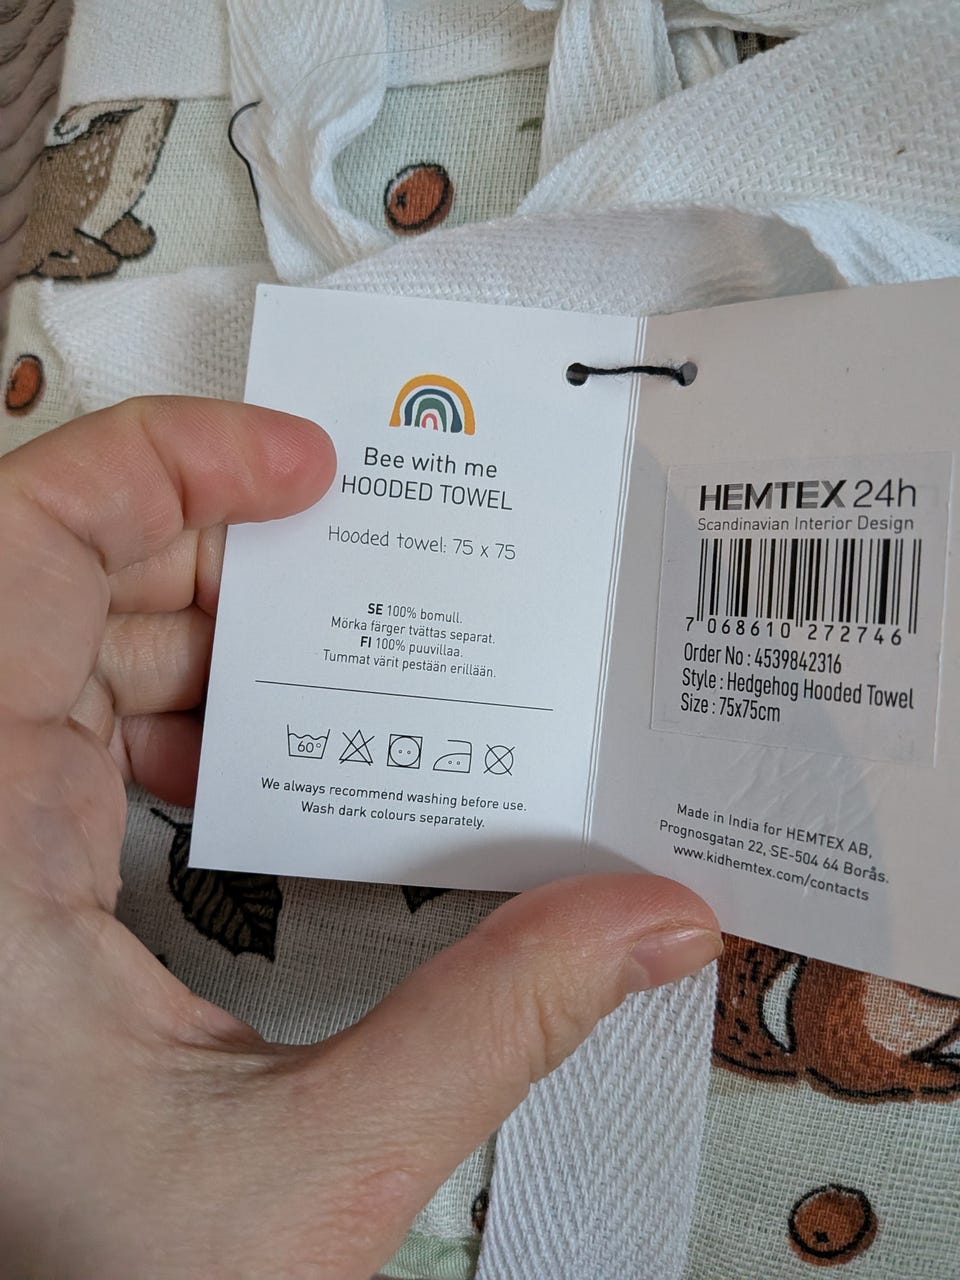 Bee with me
HOODED TOWEL
Hooded towel: 75 x 75
SE 100% bomull.
Mörka färger tvättas separat.
FI 100% puuvillaa.
Tummat värit pestään erillään.
60°
We always recommend washing before use.
Wash dark colours separately.
HEMTEX 24h
Scandinavian Interior Design
7 068610 272746
Order No : 4539842316
Style : Hedgehog Hooded Towel
Size : 75x75cm
Made in India for HEMTEX AB,
Prognosgatan 22, SE-504 64 Borås.
www.kidhemtex.com/contacts